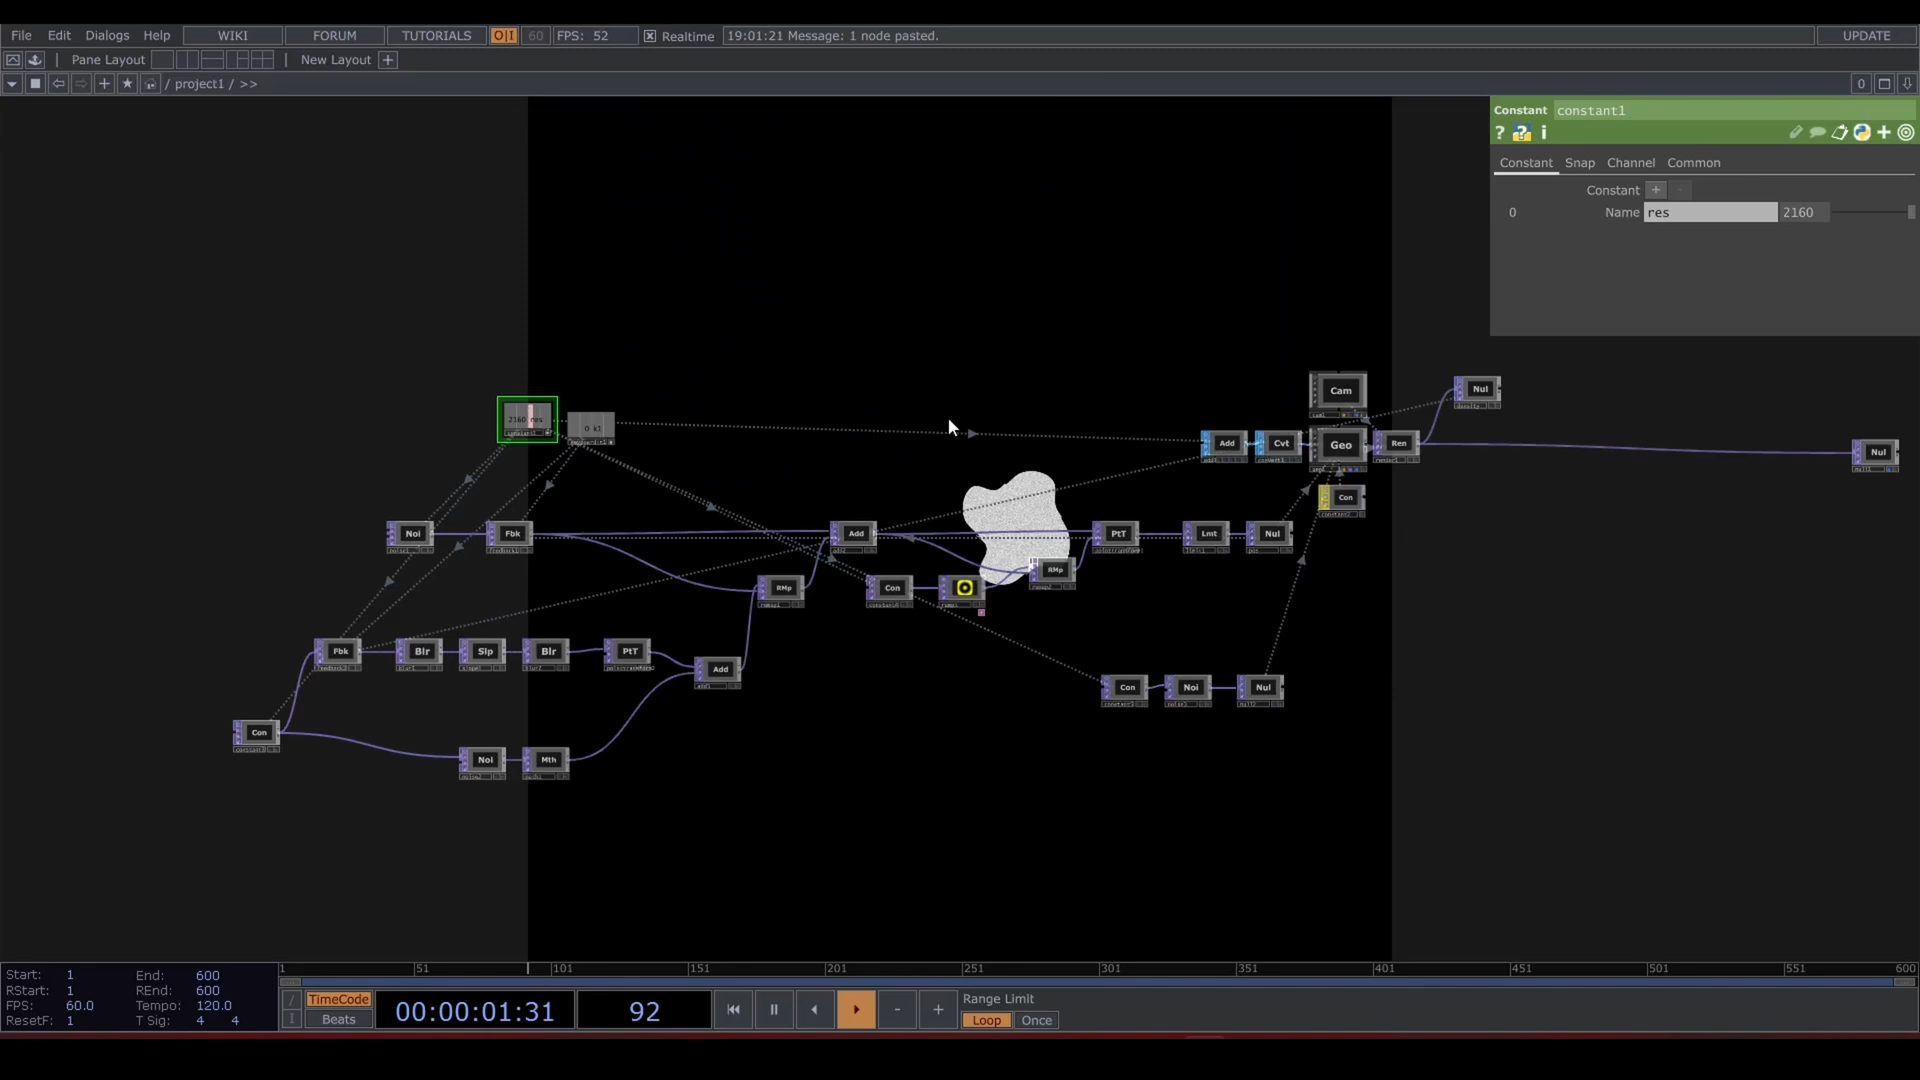 File Edit Dialogs Help WIKI FORUM TUTORIALS O|I 60 FPS: 52 Realtime 19:01:21 Message: 1 node pasted. UPDATE
Pane Layout New Layout +
/ project1 / >> 0
Constant constant1
? ? i
Constant Snap Channel Common
Constant + -
0 Name res 2160
Cam
Nul
2160 res
0 k1
Add Cvt Geo Ren
Nul
Con
Noi Fbk Add PtT Lmt Nul
RMp
RMp Con
Fbk Blr Slp Blr PtT
Add
Con Noi Nul
Con
Noi Mth
1 51 101 151 201 251 301 351 401 451 501 551 600
Start: 1 End: 600
RStart: 1 REnd: 600
FPS: 60.0 Tempo: 120.0
ResetF: 1 T Sig: 4 4
TimeCode
Beats
00:00:01:31 92
- +
Range Limit
Loop Once